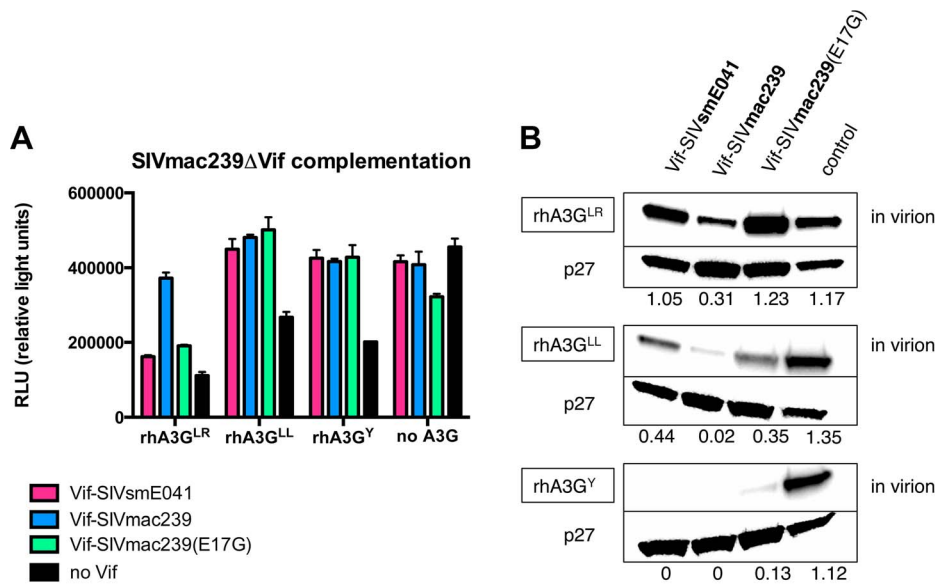 A
SIVmac239ΔVif complementation
RLU (relative light units)
600000
400000
200000
0
rhA3G^LR rhA3G^LL rhA3G^Y no A3G
Vif-SIVsmE041
Vif-SIVmac239
Vif-SIVmac239(E17G)
no Vif
B
Vif-SIVsmE041
Vif-SIVmac239
Vif-SIVmac239(E17G)
control
rhA3G^LR in virion
p27
1.05 0.31 1.23 1.17
rhA3G^LL in virion
p27
0.44 0.02 0.35 1.35
rhA3G^Y in virion
p27
0 0 0.13 1.12